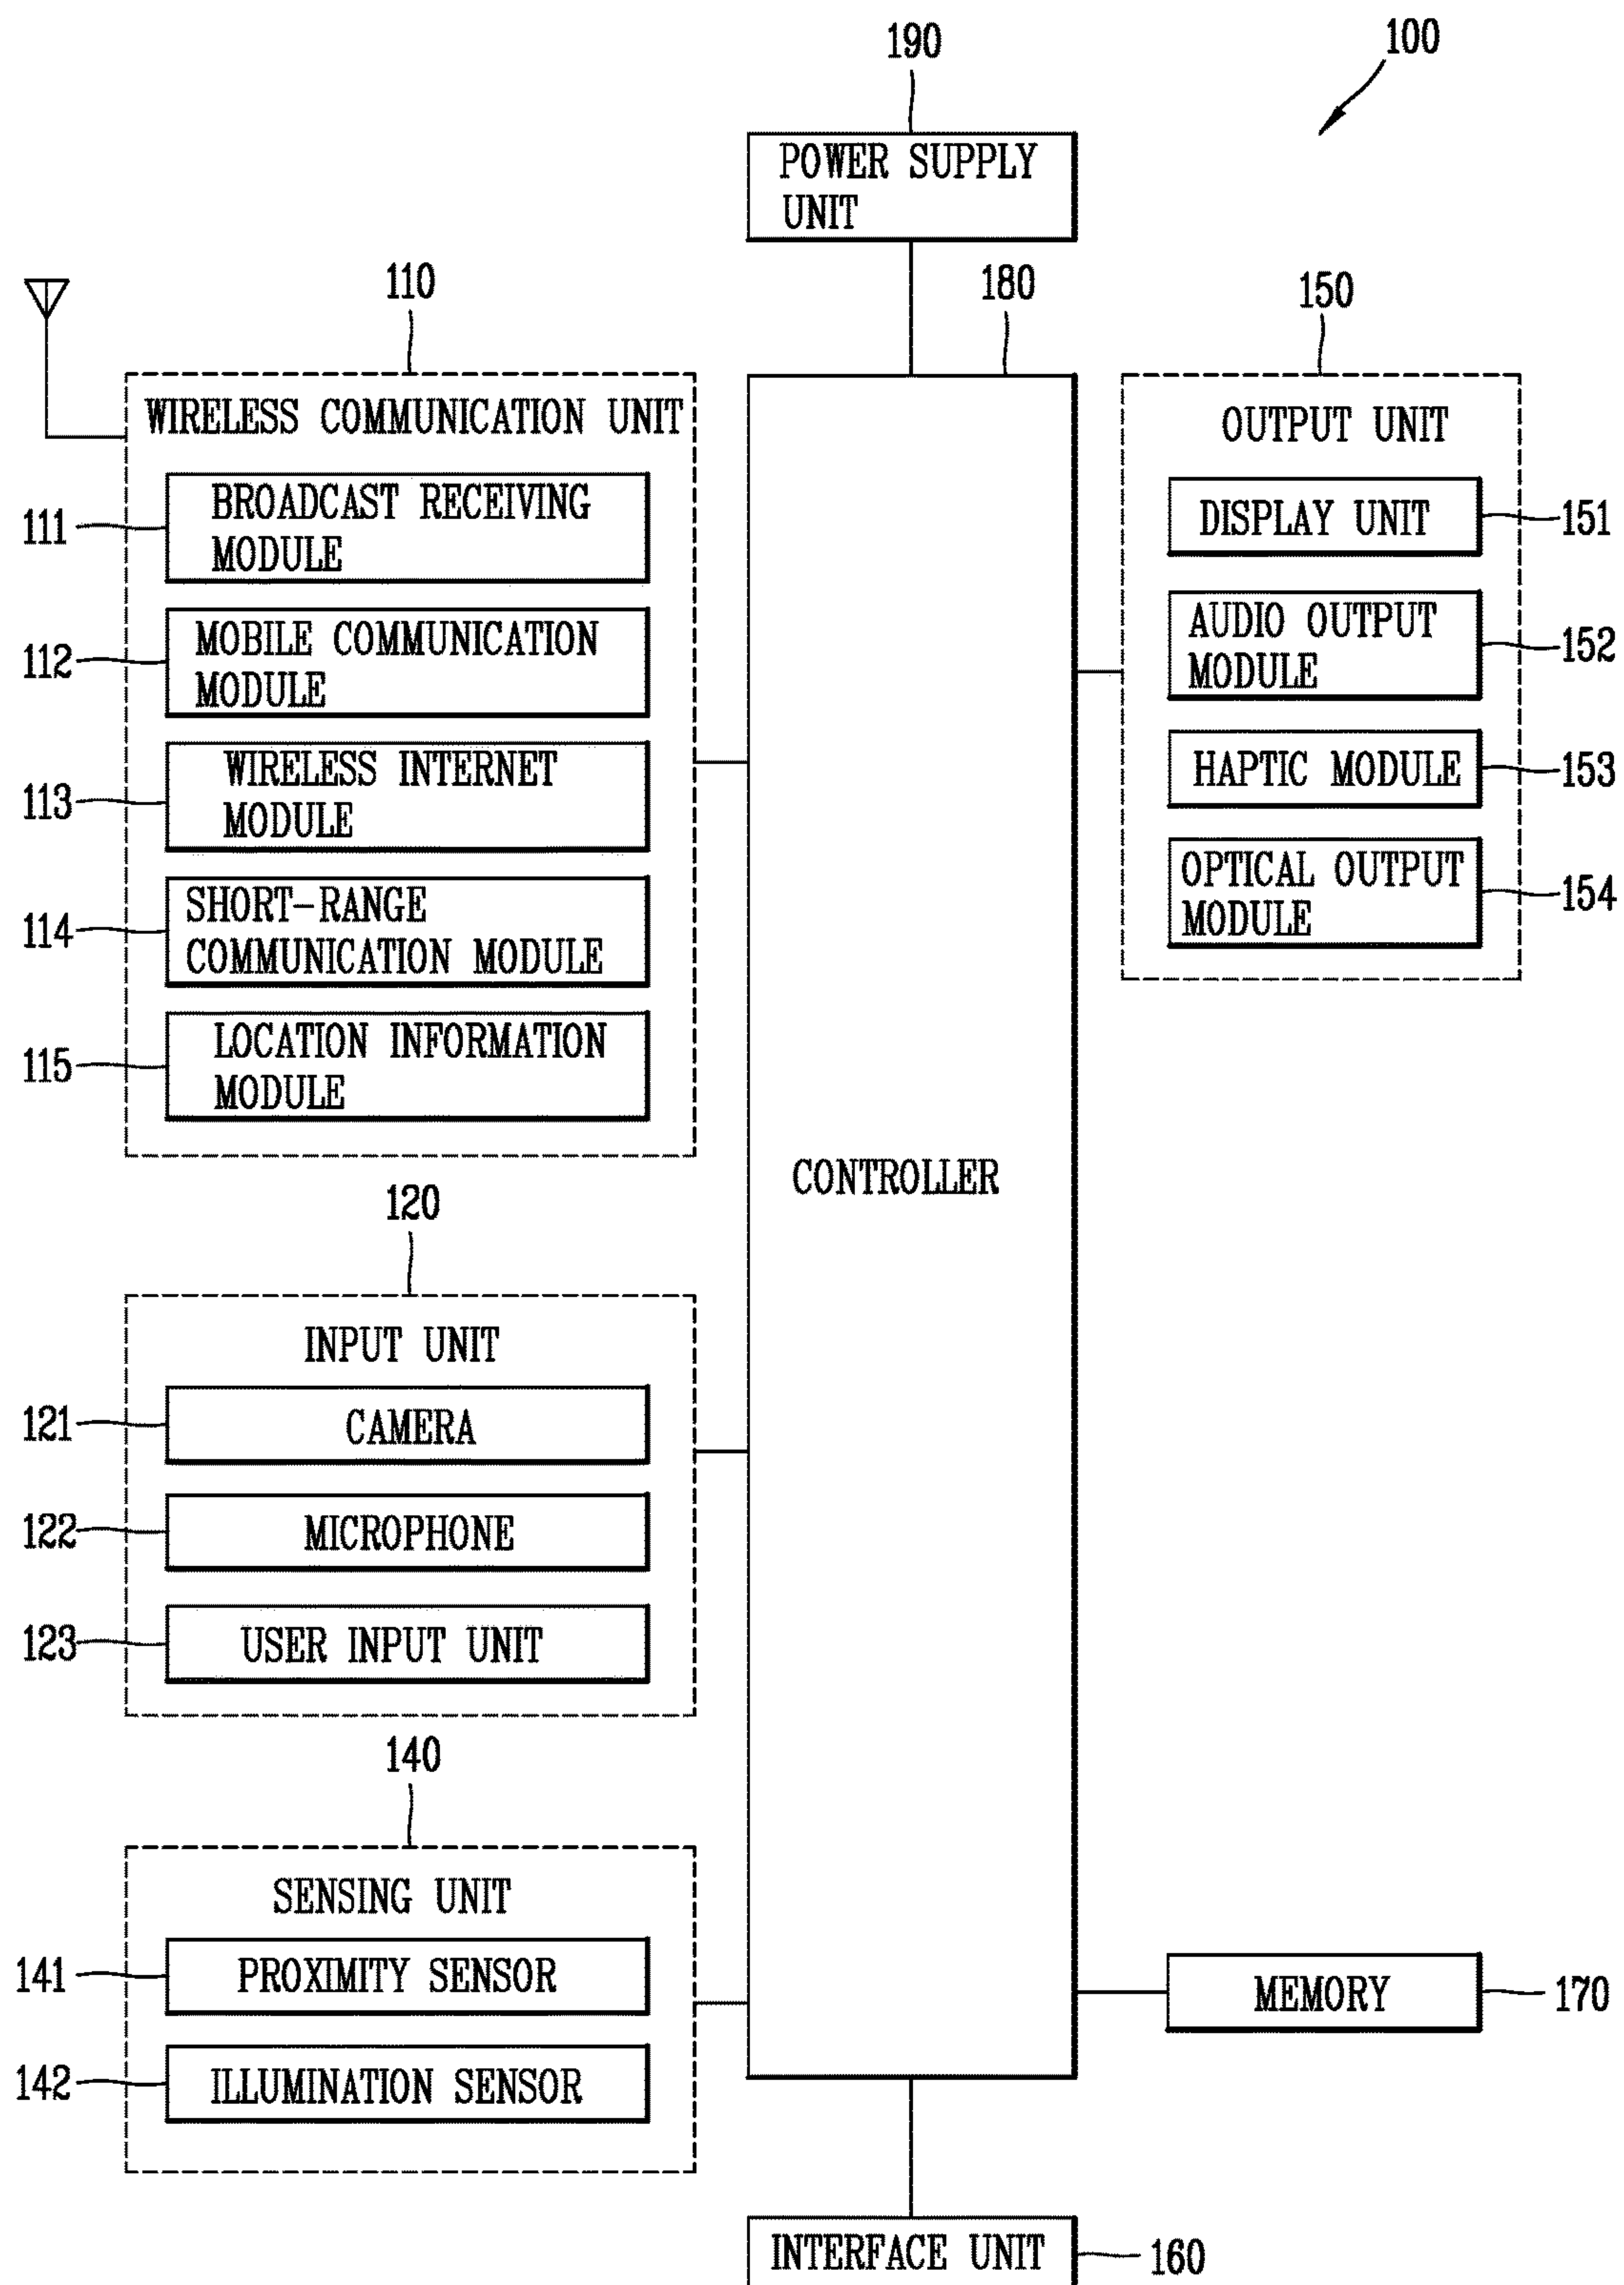 190
100
POWER SUPPLY
UNIT
110
180
150
WIRELESS COMMUNICATION UNIT
111
BROADCAST RECEIVING
MODULE
112
MOBILE COMMUNICATION
MODULE
113
WIRELESS INTERNET
MODULE
114
SHORT-RANGE
COMMUNICATION MODULE
115
LOCATION INFORMATION
MODULE
OUTPUT UNIT
DISPLAY UNIT
151
AUDIO OUTPUT
MODULE
152
HAPTIC MODULE
153
OPTICAL OUTPUT
MODULE
154
CONTROLLER
120
INPUT UNIT
121
CAMERA
122
MICROPHONE
123
USER INPUT UNIT
140
SENSING UNIT
141
PROXIMITY SENSOR
142
ILLUMINATION SENSOR
MEMORY
170
INTERFACE UNIT
160